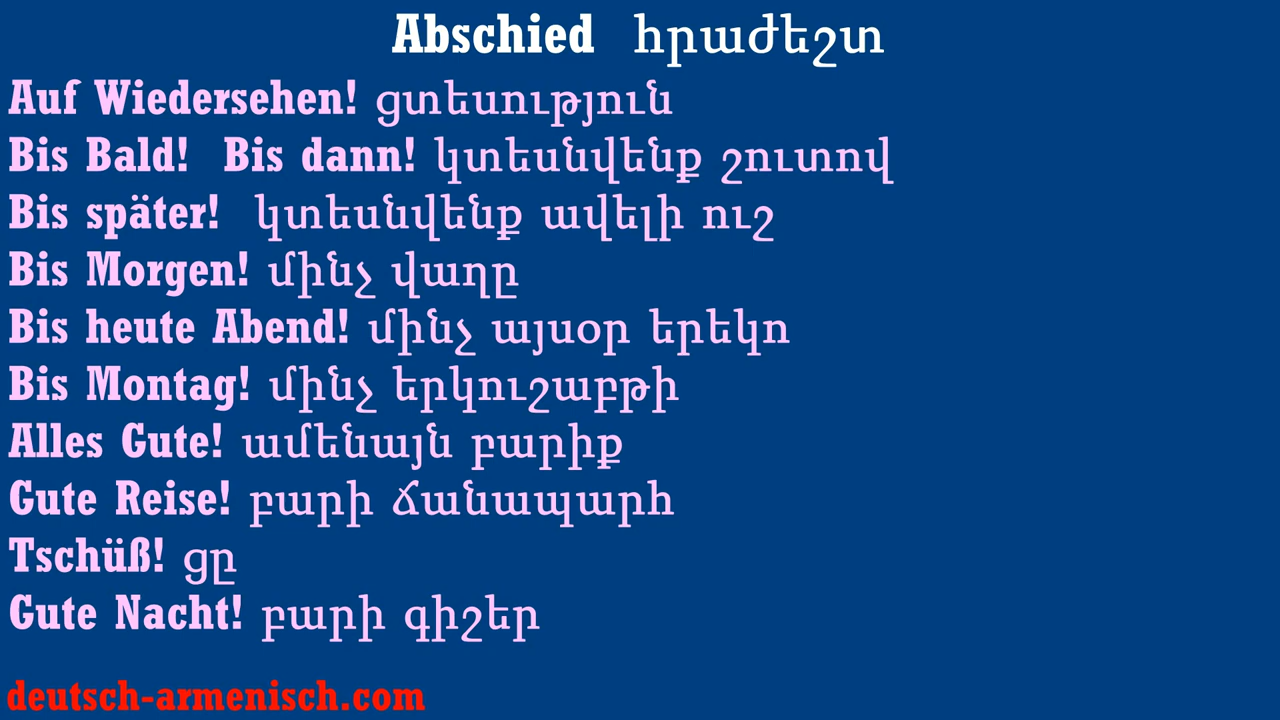 Abschied հրաժեշտ
Auf Wiedersehen! ցտեսություն
Bis Bald! Bis dann! կտեսնվենք շուտով
Bis später! կտեսնվենք ավելի ուշ
Bis Morgen! մինչ վաղը
Bis heute Abend! մինչ այսօր երեկո
Bis Montag! մինչ երկուշաբթի
Alles Gute! ամենայն բարիք
Gute Reise! բարի ճանապարհ
Tschüß! ցը
Gute Nacht! բարի գիշեր
deutsch-armenisch.com